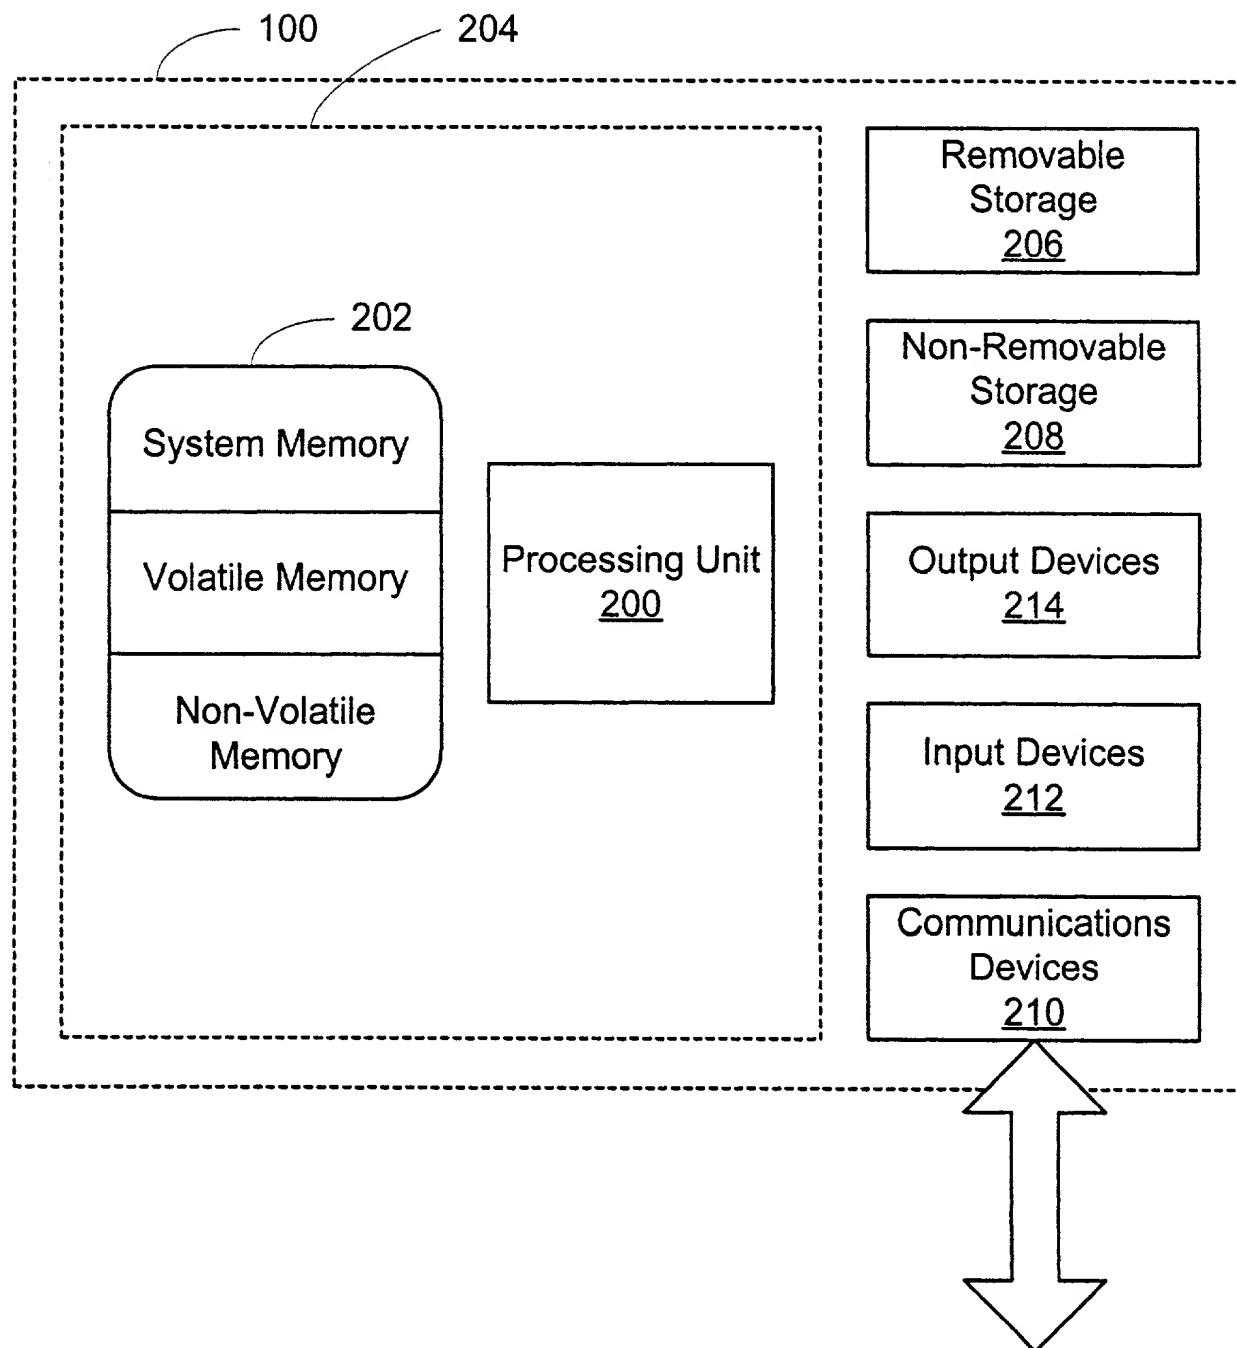 100
204
202
System Memory
Volatile Memory
Non-Volatile
Memory
Processing Unit
200
Removable
Storage
206
Non-Removable
Storage
208
Output Devices
214
Input Devices
212
Communications
Devices
210